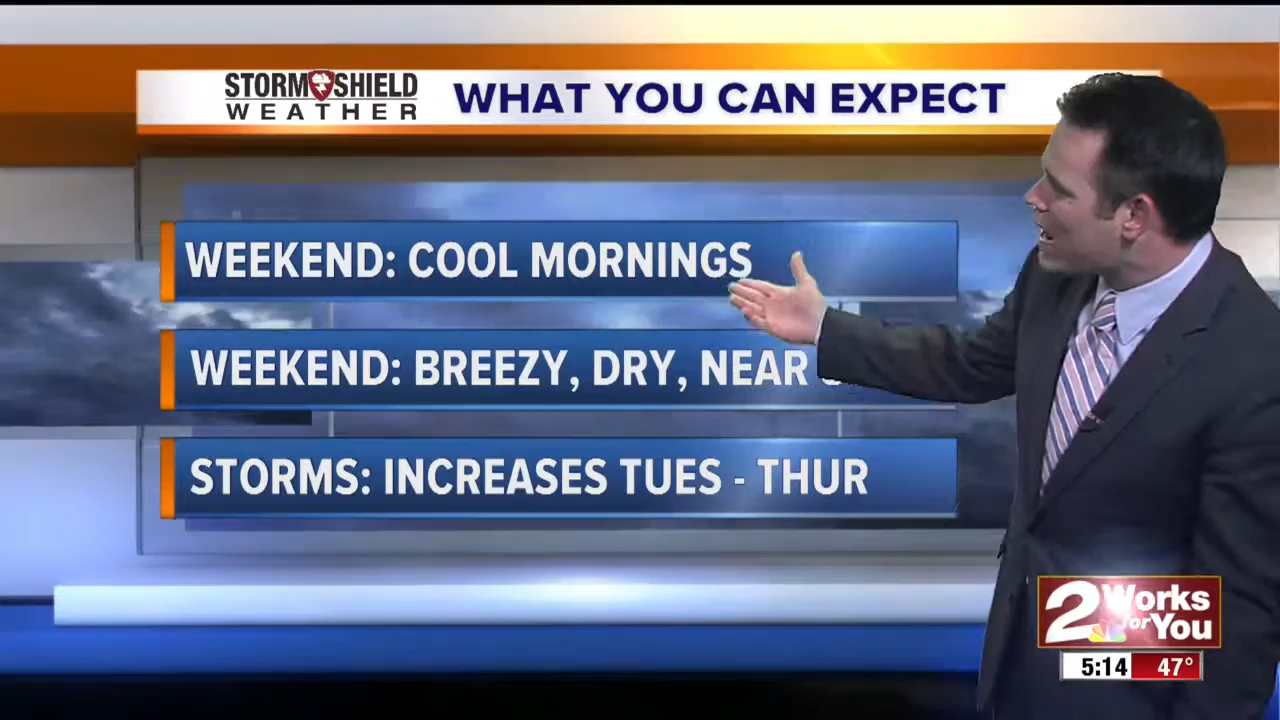 STORM SHIELD
WEATHER
WHAT YOU CAN EXPECT
WEEKEND: COOL MORNINGS
WEEKEND: BREEZY, DRY, NEAR
STORMS: INCREASES TUES - THUR
2 Works
for
You
5:14 47°